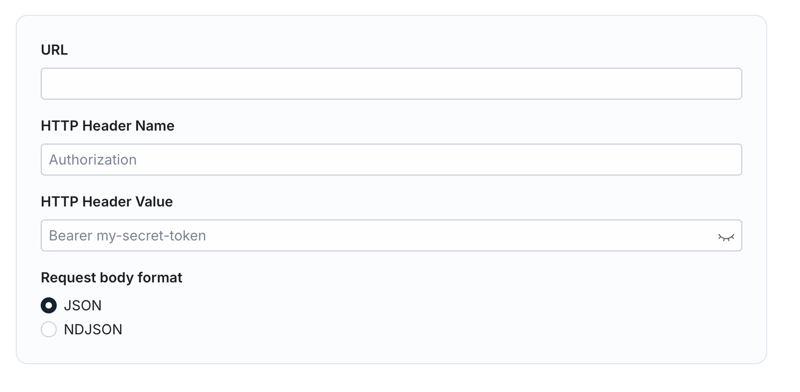 URL
HTTP Header Name
Authorization
HTTP Header Value
Bearer my-secret-token
Request body format
JSON
NDJSON